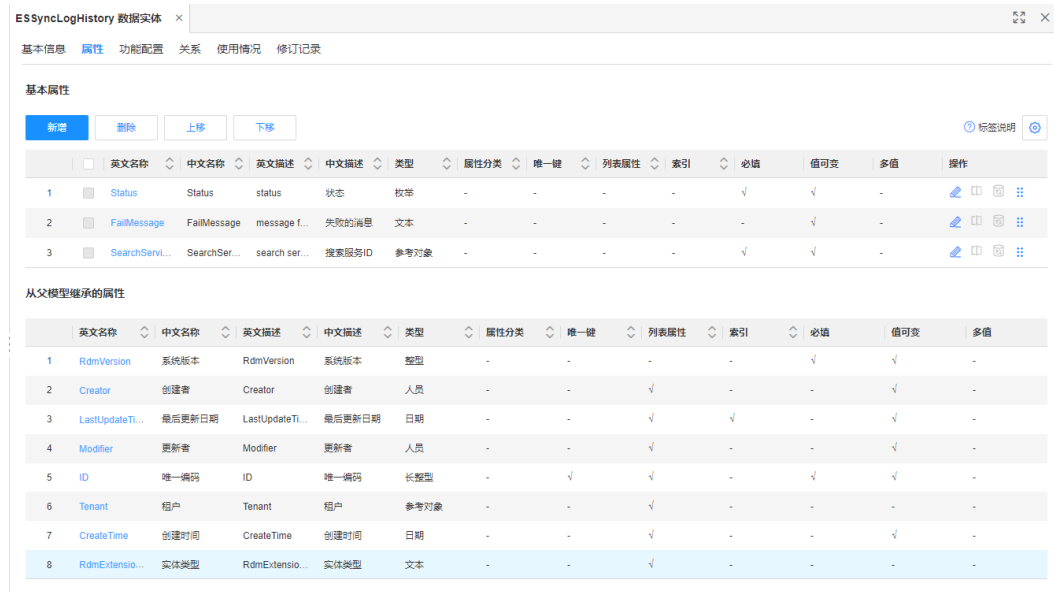 ESSyncLogHistory 数据实体 ×
基本信息 属性 功能配置 关系 使用情况 修订记录
基本属性
新增 删除 上移 下移 标签说明
英文名称 中文名称 英文描述 中文描述 类型 属性分类 唯一键 列表属性 索引 必填 值可变 多值 操作
1 Status Status status 状态 枚举 - - - - √ √ -
2 FailMessage FailMessage message f... 失败的消息 文本 - - - - - √ -
3 SearchServi... SearchSer... search ser... 搜索服务ID 参考对象 - - - - √ √ -
从父模型继承的属性
英文名称 中文名称 英文描述 中文描述 类型 属性分类 唯一键 列表属性 索引 必填 值可变 多值
1 RdmVersion 系统版本 RdmVersion 系统版本 整型 - - - - √ √ -
2 Creator 创建者 Creator 创建者 人员 - - √ - - √ -
3 LastUpdateTi... 最后更新日期 LastUpdateTi... 最后更新日期 日期 - - √ √ - √ -
4 Modifier 更新者 Modifier 更新者 人员 - - √ - - √ -
5 ID 唯一编码 ID 唯一编码 长整型 - √ √ - √ √ -
6 Tenant 租户 Tenant 租户 参考对象 - - √ - - - -
7 CreateTime 创建时间 CreateTime 创建时间 日期 - - √ - - √ -
8 RdmExtensio... 实体类型 RdmExtensio... 实体类型 文本 - - √ - - - -